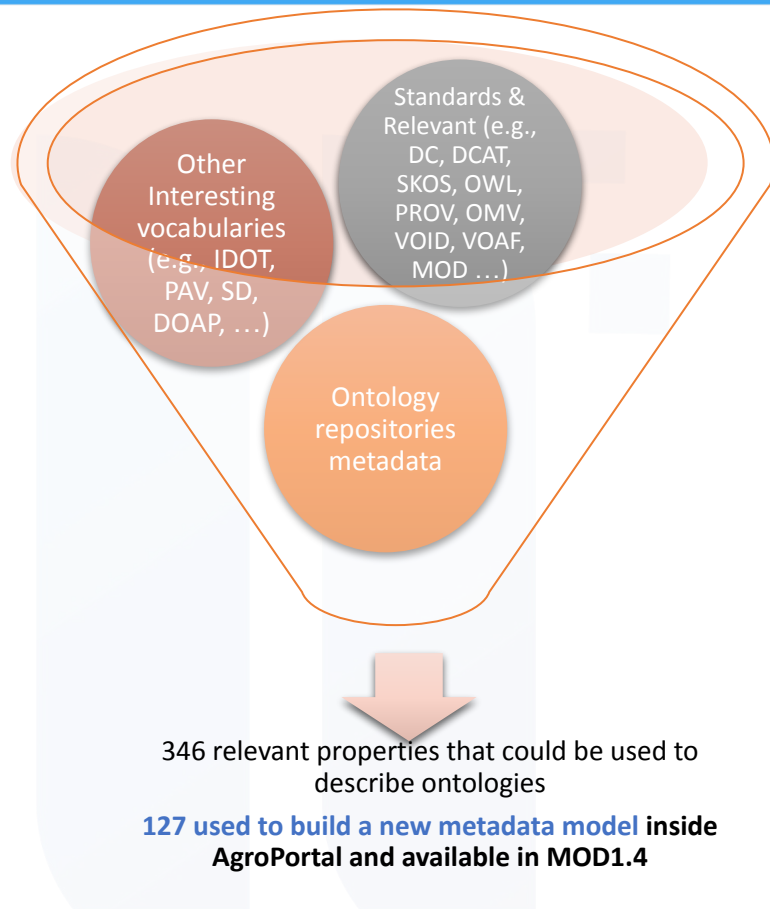 Standards &
Relevant (e.g.,
DC, DCAT,
SKOS, OWL,
PROV, OMV,
VOID, VOAF,
MOD …)
Other
Interesting
vocabularies
(e.g., IDOT,
PAV, SD,
DOAP, …)
Ontology
repositories
metadata
346 relevant properties that could be used to
describe ontologies
127 used to build a new metadata model inside
AgroPortal and available in MOD1.4